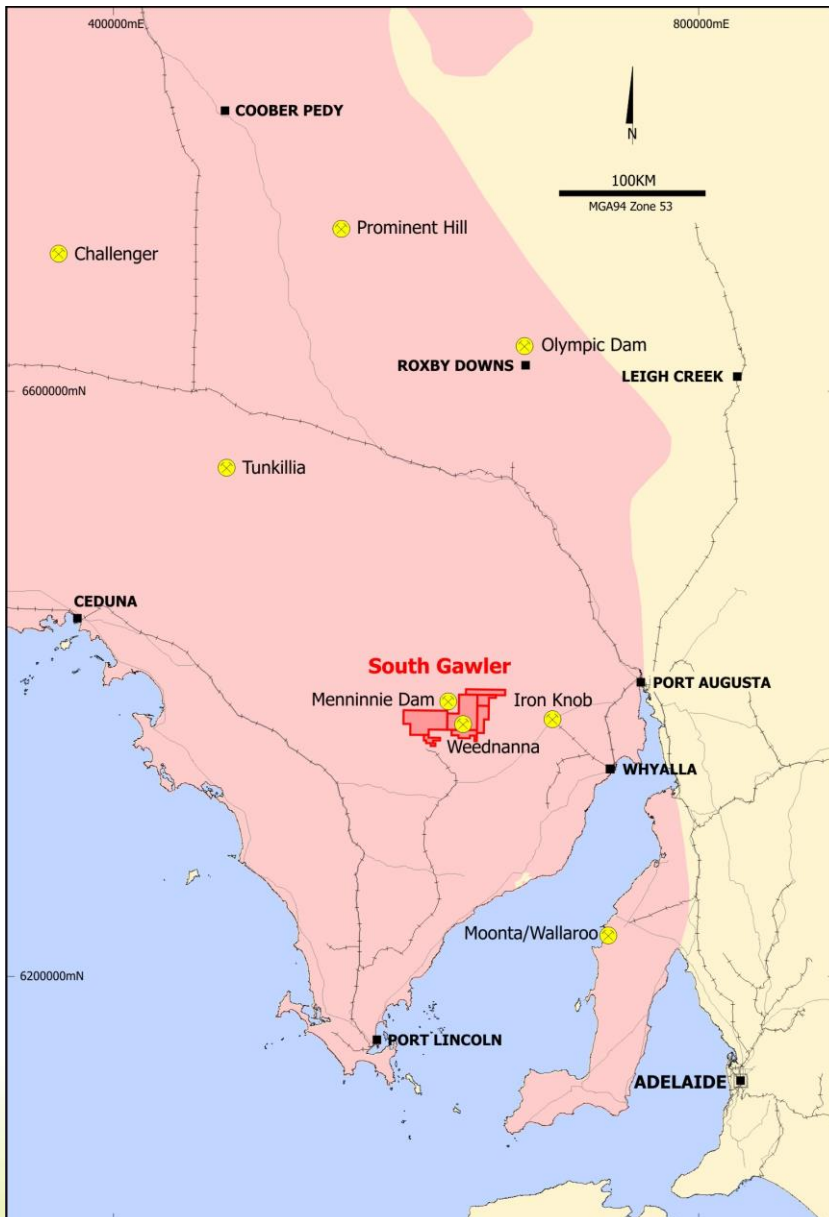 400000mE
800000mE
COOBER PEDY
N
100KM
MGA94 Zone 53
Prominent Hill
Challenger
Olympic Dam
ROXBY DOWNS
LEIGH CREEK
6600000mN
Tunkillia
CEDUNA
South Gawler
PORT AUGUSTA
Menninnie Dam
Iron Knob
Weednanna
WHYALLA
Moonta/Wallaroo
6200000mN
PORT LINCOLN
ADELAIDE